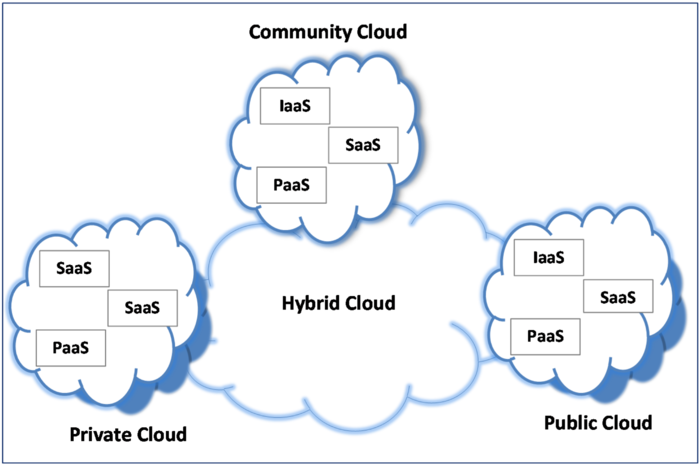 Community Cloud
IaaS
SaaS
PaaS
SaaS
SaaS
PaaS
Private Cloud
Hybrid Cloud
IaaS
SaaS
PaaS
Public Cloud